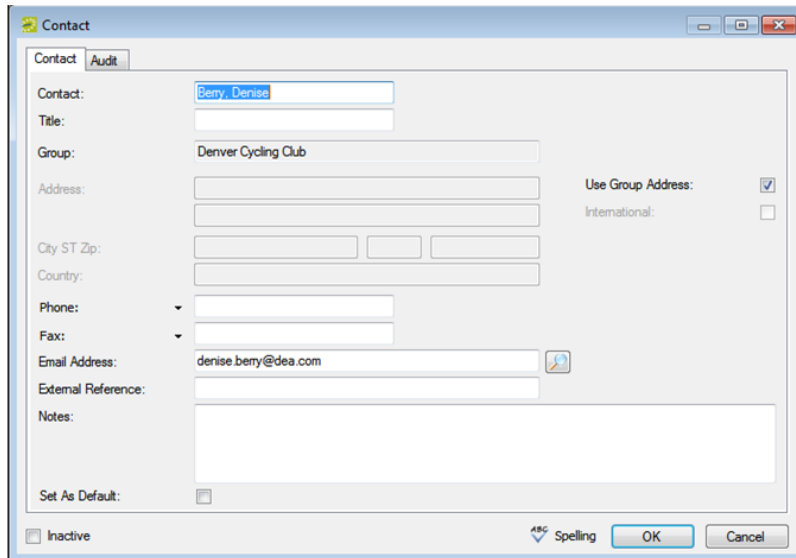 Contact
Contact Audit
Contact: Berry, Denise
Title:
Group: Denver Cycling Club
Address: Use Group Address:
International:
City ST Zip:
Country:
Phone:
Fax:
Email Address: denise.berry@dea.com
External Reference:
Notes:
Set As Default:
Inactive ABC Spelling OK Cancel